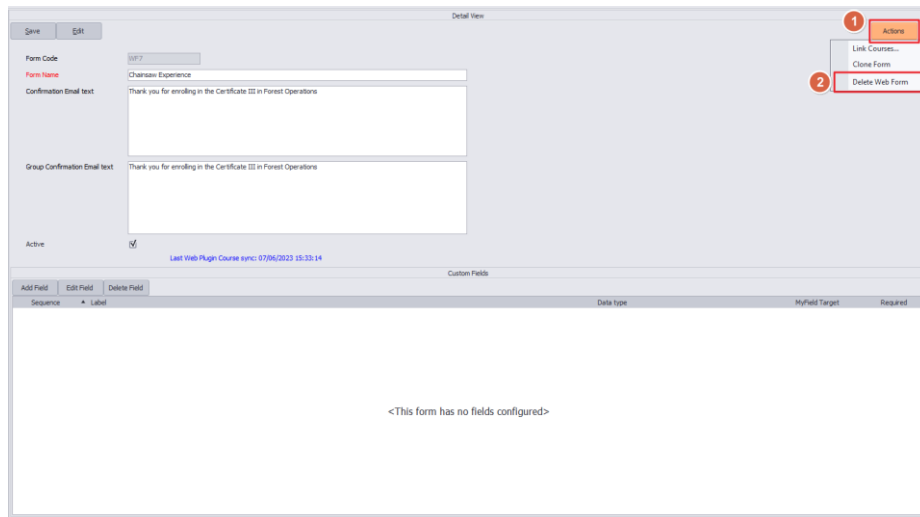 Detail View
1
Save Edit Actions
Link Courses...
Form Code WF7 Clone Form
Form Name Chainsaw Experience 2 Delete Web Form
Confirmation Email text Thank you for enrolling in the Certificate III in Forest Operations
Group Confirmation Email text Thank you for enrolling in the Certificate III in Forest Operations
Active
Last Web Plugin Course sync: 07/06/2023 15:33:14
Custom Fields
Add Field Edit Field Delete Field
Sequence Label Data type MyField Target Required
<This form has no fields configured>